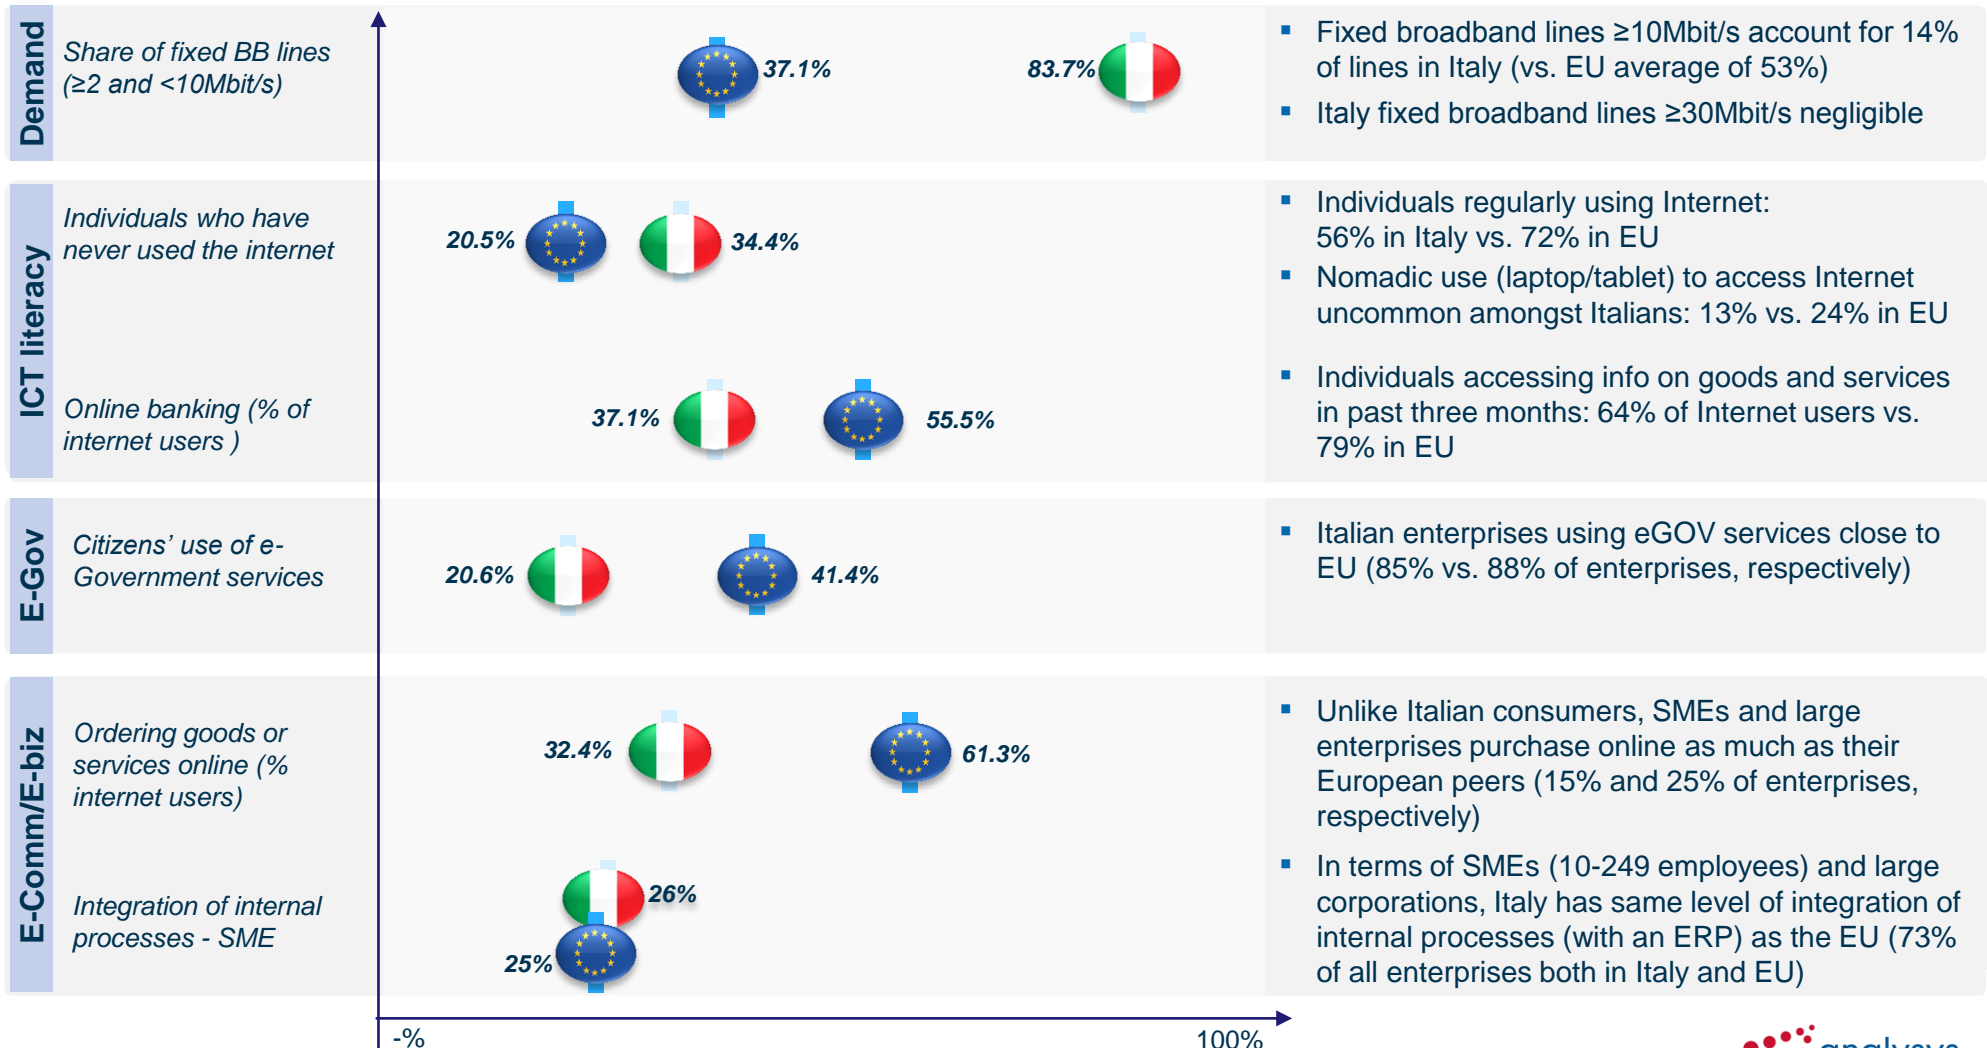 Demand
Share of fixed BB lines
(≥2 and <10Mbit/s)
37.1%
83.7%
▪ Fixed broadband lines ≥10Mbit/s account for 14%
of lines in Italy (vs. EU average of 53%)
▪ Italy fixed broadband lines ≥30Mbit/s negligible
ICT literacy
Individuals who have
never used the internet
20.5%
34.4%
▪ Individuals regularly using Internet:
56% in Italy vs. 72% in EU
▪ Nomadic use (laptop/tablet) to access Internet
uncommon amongst Italians: 13% vs. 24% in EU
Online banking (% of
internet users )
37.1%
55.5%
▪ Individuals accessing info on goods and services
in past three months: 64% of Internet users vs.
79% in EU
E-Gov
Citizens’ use of e-
Government services
20.6%
41.4%
▪ Italian enterprises using eGOV services close to
EU (85% vs. 88% of enterprises, respectively)
E-Comm/E-biz
Ordering goods or
services online (%
internet users)
32.4%
61.3%
▪ Unlike Italian consumers, SMEs and large
enterprises purchase online as much as their
European peers (15% and 25% of enterprises,
respectively)
Integration of internal
processes - SME
26%
25%
▪ In terms of SMEs (10-249 employees) and large
corporations, Italy has same level of integration of
internal processes (with an ERP) as the EU (73%
of all enterprises both in Italy and EU)
-%
100%
analysys